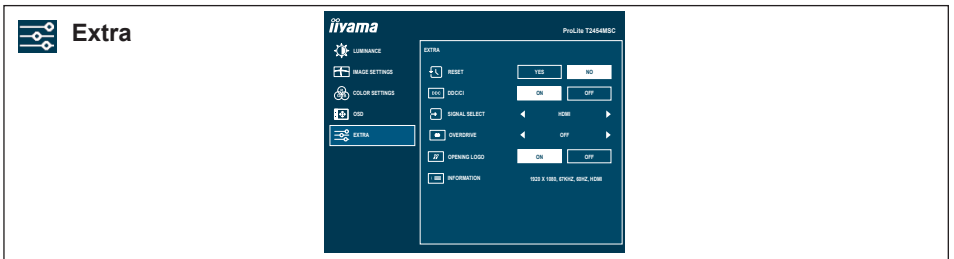 Extra
iiyama
ProLite T2454MSC
LUMINANCE
IMAGE SETTINGS
COLOR SETTINGS
OSD
EXTRA
EXTRA
RESET YES NO
DDC DDC/CI ON OFF
SIGNAL SELECT HDMI
OVERDRIVE OFF
OPENING LOGO ON OFF
INFORMATION 1920 X 1080, 67KHZ, 60HZ, HDMI